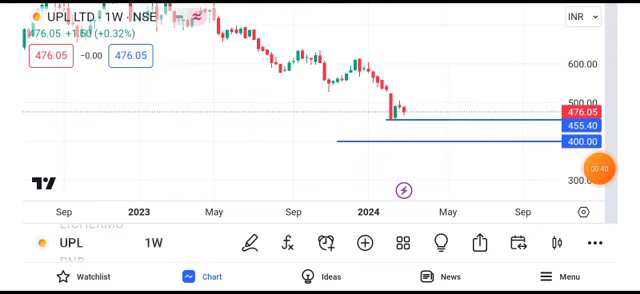 UPL LTD · 1W · NSE
INR
476.05 +1.50 (+0.32%)
476.05 −0.00 476.05
600.00
500.00
476.05
455.40
400.00
00:40
300.
Sep 2023 May Sep 2024 May Sep
EICHERMO
UPL 1W
Watchlist Chart Ideas News Menu